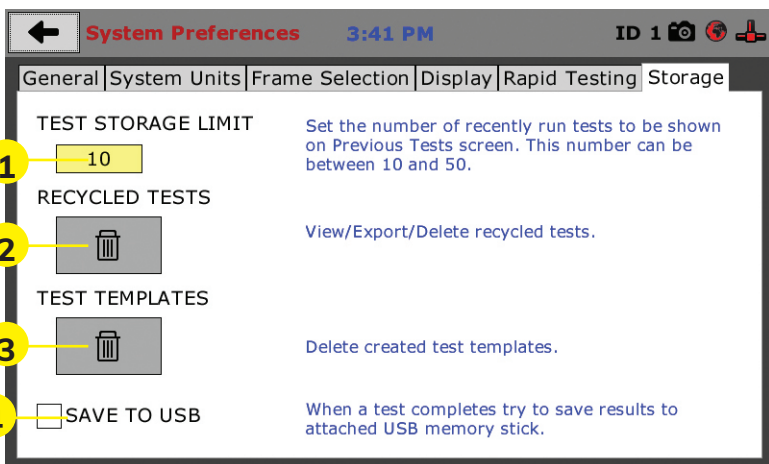 System Preferences 3:41 PM ID 1
General System Units Frame Selection Display Rapid Testing Storage
TEST STORAGE LIMIT
Set the number of recently run tests to be shown
on Previous Tests screen. This number can be
between 10 and 50.
1
10
RECYCLED TESTS
2
View/Export/Delete recycled tests.
TEST TEMPLATES
3
Delete created test templates.
SAVE TO USB
When a test completes try to save results to
attached USB memory stick.